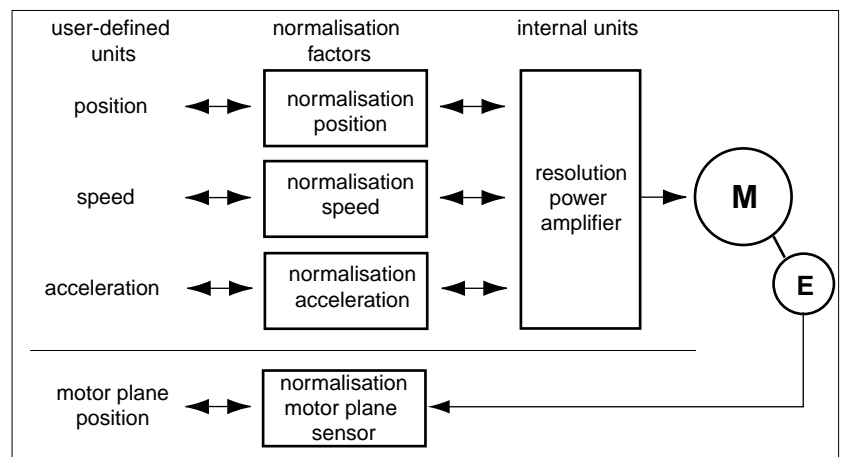 user-defined
units
normalisation
factors
internal units
position
normalisation
position
speed
normalisation
speed
resolution
power
amplifier
M
acceleration
normalisation
acceleration
E
motor plane
position
normalisation
motor plane
sensor